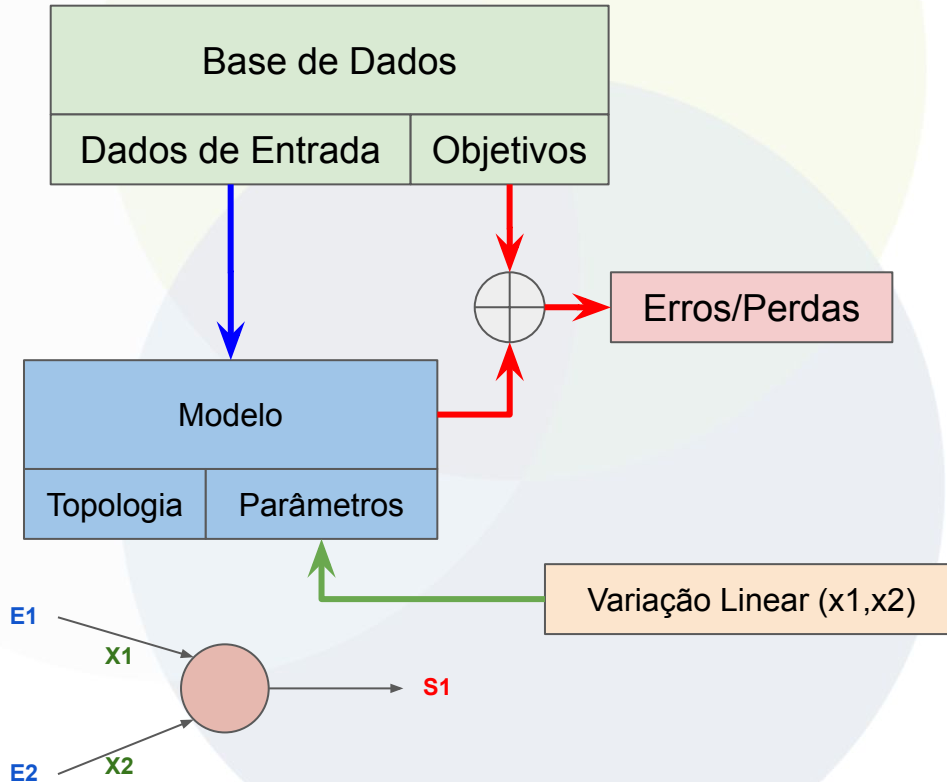 Base de Dados
Dados de Entrada
Objetivos
Erros/Perdas
Modelo
Topologia
Parâmetros
Variação Linear (x1,x2)
E1
X1
S1
E2
X2